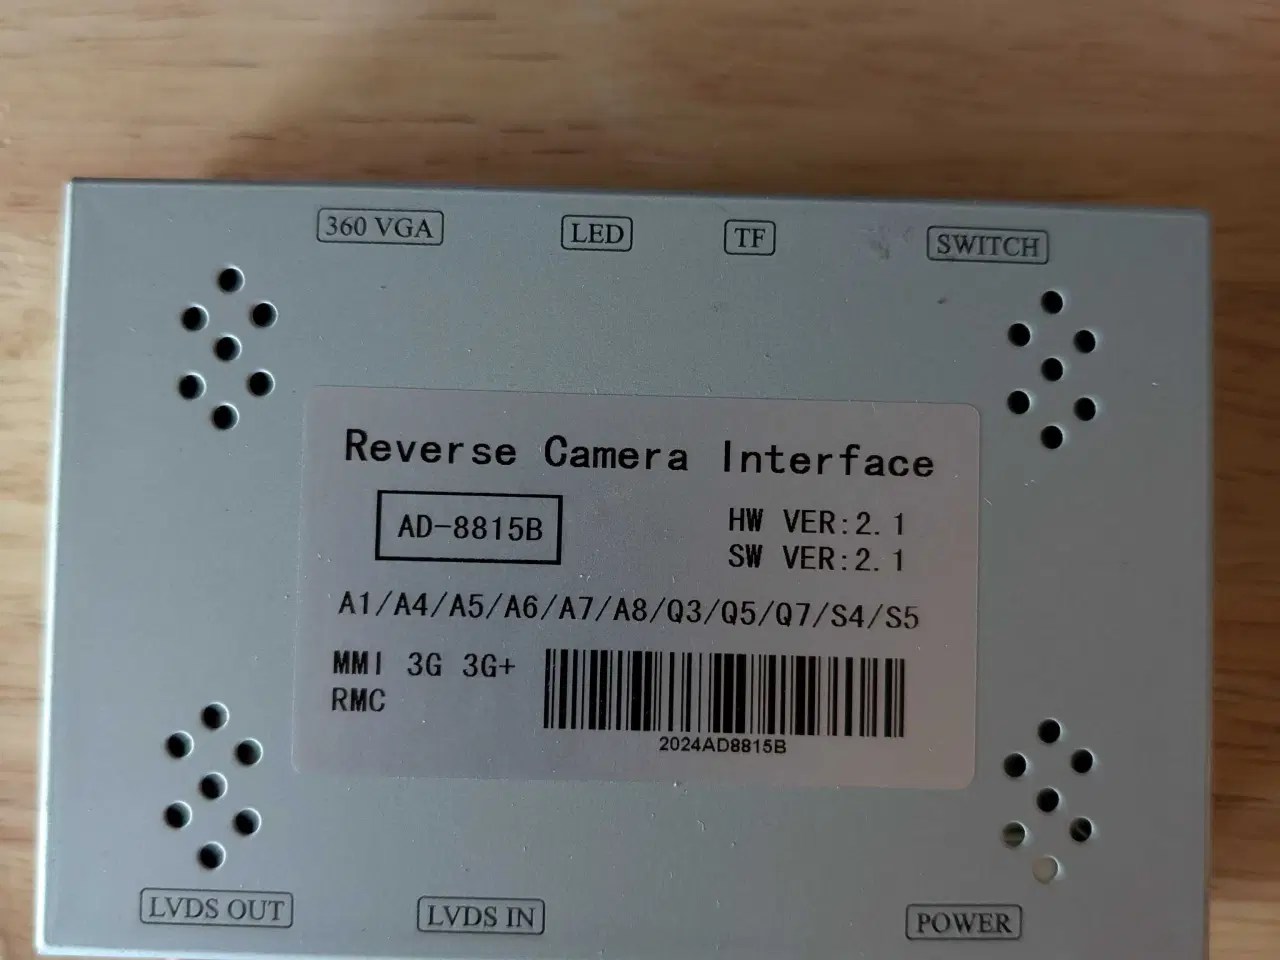 360 VGA LED TF SWITCH
Reverse Camera Interface
AD-8815B HW VER:2.1
SW VER:2.1
A1/A4/A5/A6/A7/A8/Q3/Q5/Q7/S4/S5
MMI 3G 3G+
RMC
2024AD8815B
LVDS OUT LVDS IN POWER